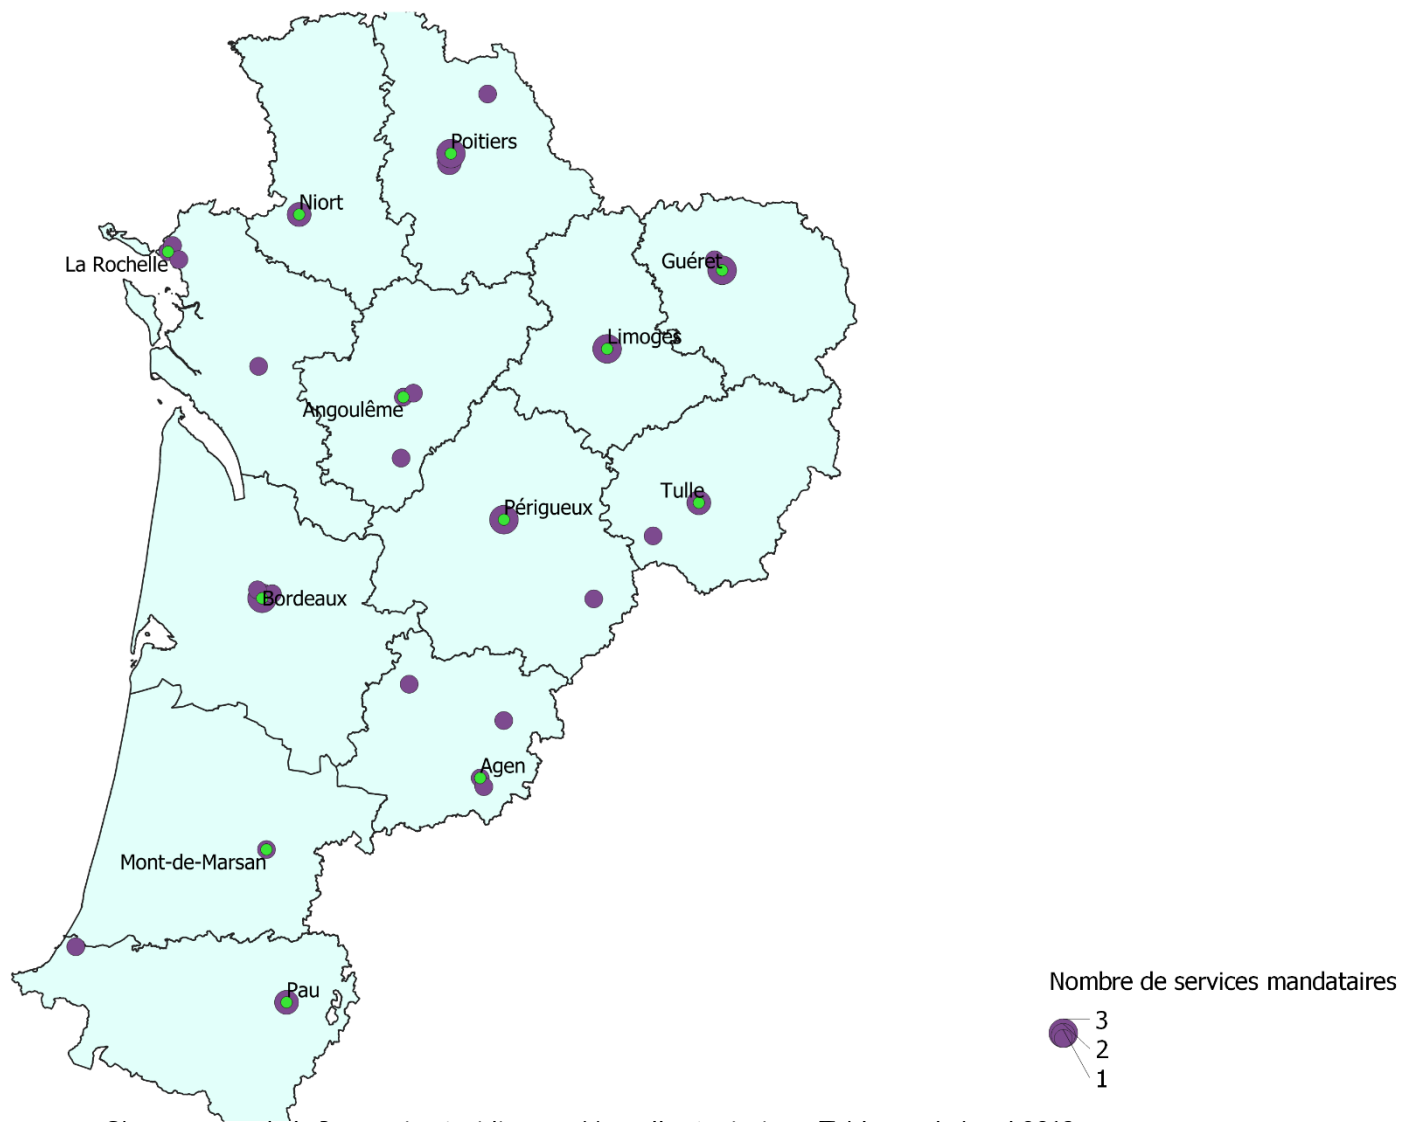 Poitiers
Niort
La Rochelle
Guéret
Limoges
Angoulême
Tulle
Périgueux
Bordeaux
Agen
Mont-de-Marsan
Pau
Nombre de services mandataires
3
2
1